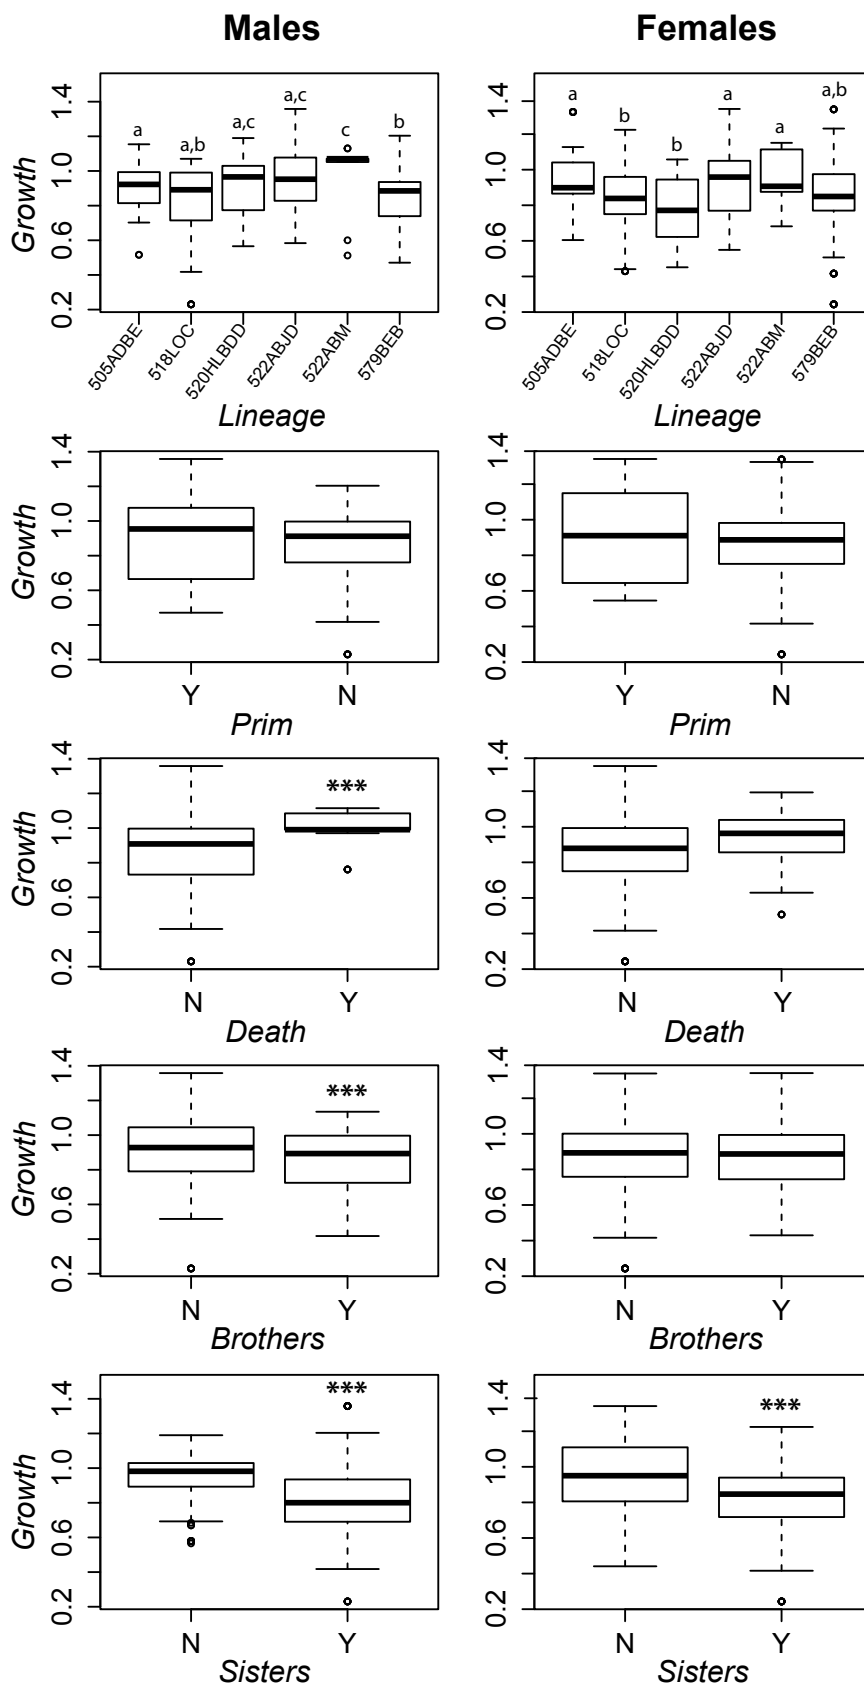 Males
Females
Growth
1.4
1.0
0.6
0.2
a
a,b
a,c
a,c
c
b
505ADBE
518LOC
520HLBDD
522ABJD
522ABM
579BEB
Lineage
1.4
1.0
0.6
0.2
a
b
b
a
a
a,b
505ADBE
518LOC
520HLBDD
522ABJD
522ABM
579BEB
Lineage
Growth
1.4
1.0
0.6
0.2
Y
N
Prim
1.4
1.0
0.6
0.2
Y
N
Prim
Growth
1.4
1.0
0.6
0.2
***
N
Y
Death
1.4
1.0
0.6
0.2
N
Y
Death
Growth
1.4
1.0
0.6
0.2
***
N
Y
Brothers
1.4
1.0
0.6
0.2
N
Y
Brothers
Growth
1.4
1.0
0.6
0.2
***
N
Y
Sisters
1.4
1.0
0.6
0.2
***
N
Y
Sisters